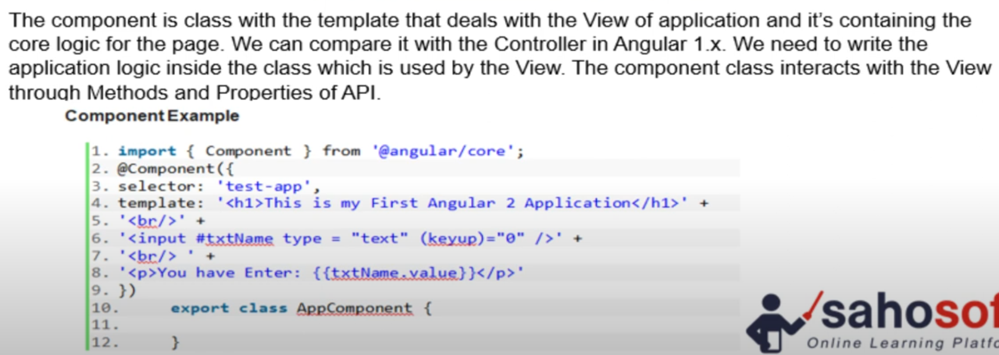 The component is class with the template that deals with the View of application and it's containing the
core logic for the page. We can compare it with the Controller in Angular 1.x. We need to write the
application logic inside the class which is used by the View. The component class interacts with the View
through Methods and Properties of API.
Component Example
1. import { Component } from '@angular/core';
2. @Component({
3. selector: 'test-app',
4. template: '<h1>This is my First Angular 2 Application</h1>' +
5. '<br/>' +
6. '<input #txtName type = "text" (keyup)="0" />' +
7. '<br/> ' +
8. '<p>You have Enter: {{txtName.value}}</p>'
9. })
10. export class AppComponent {
11.
12. }
sahosof
Online Learning Platfo